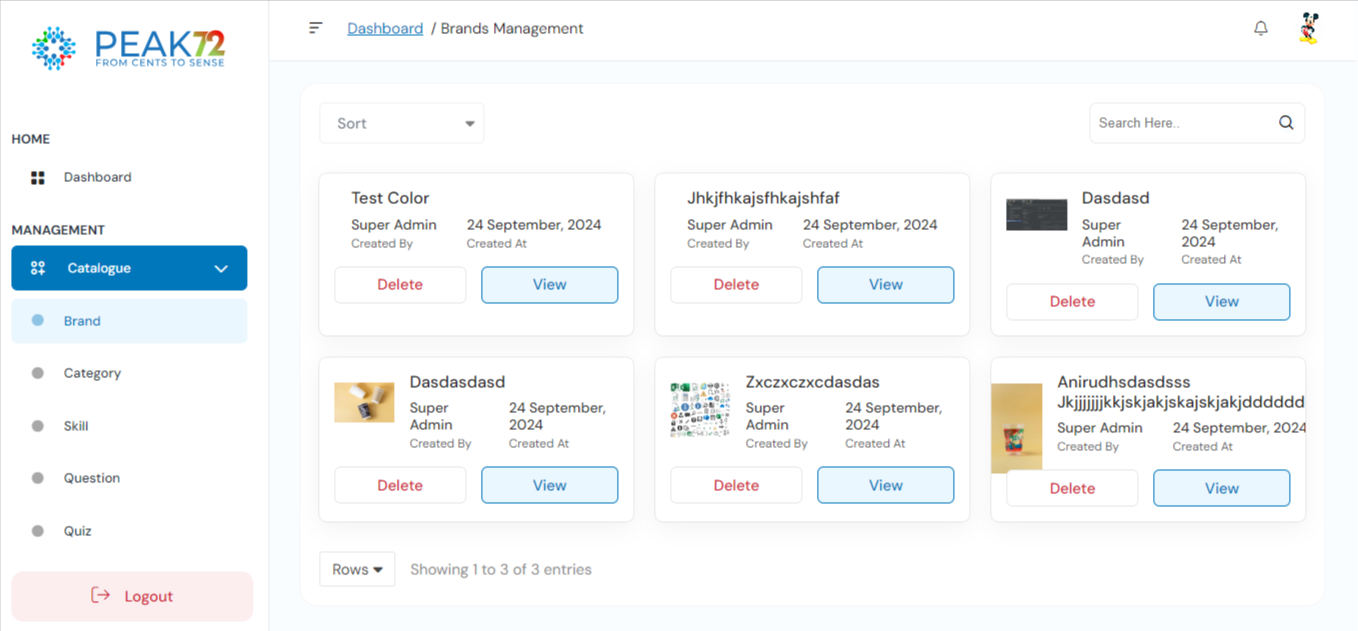 PEAK72
FROM CENTS TO SENSE
HOME
Dashboard
MANAGEMENT
Catalogue
Brand
Category
Skill
Question
Quiz
Logout
Dashboard / Brands Management
Sort
Search Here..
Test Color
Super Admin 24 September, 2024
Created By Created At
Delete View
Jhkjfhkajsfhkajshfaf
Super Admin 24 September, 2024
Created By Created At
Delete View
Dasdasd
Super 24 September,
Admin 2024
Created By Created At
Delete View
Dasdasdasd
Super 24 September,
Admin 2024
Created By Created At
Delete View
Zxczxczxcdasdas
Super 24 September,
Admin 2024
Created By Created At
Delete View
Anirudhsdasdsss
Super Admin 24 September, 2024
Created By Created At
Delete View
Rows Showing 1 to 3 of 3 entries